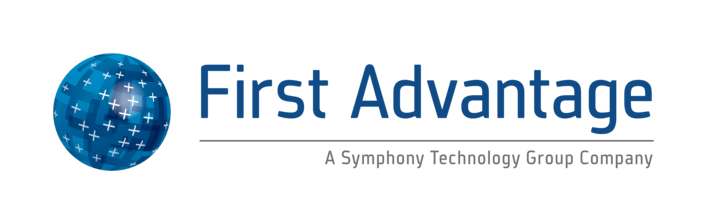 First Advantage
A Symphony Technology Group Company